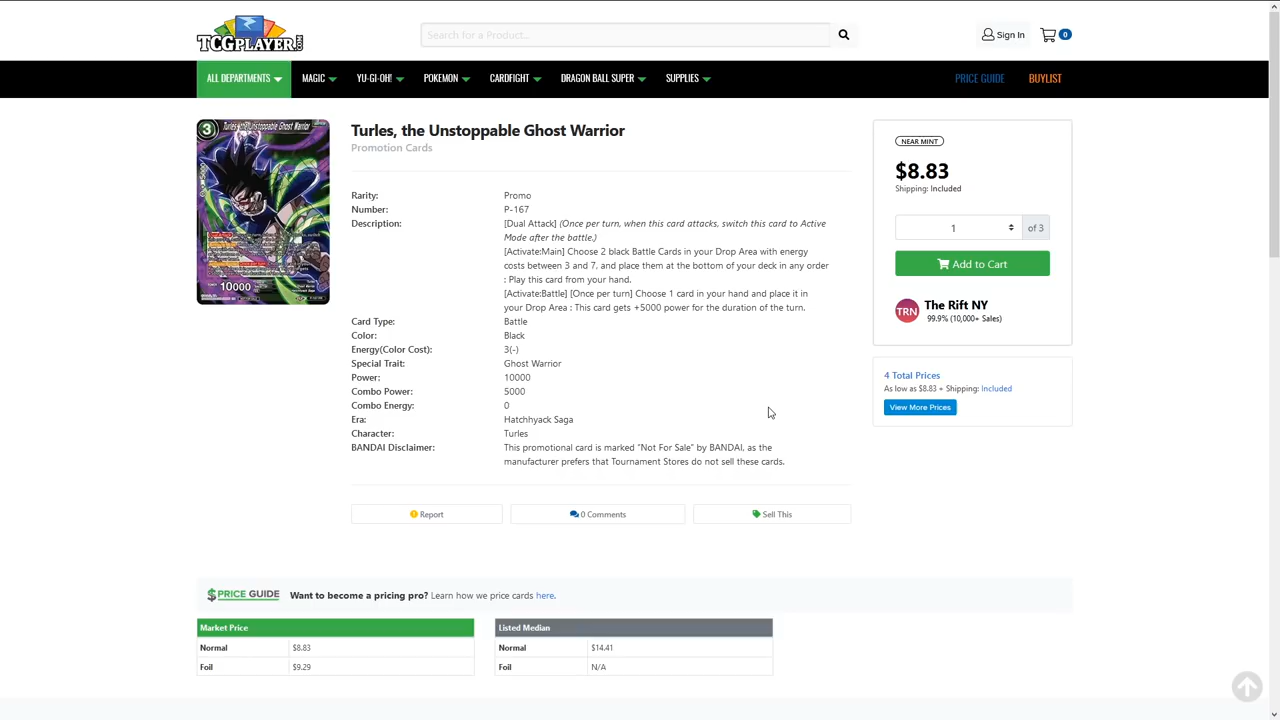 TCGPLAYER.COM
Search for a Product...
Sign In
0
ALL DEPARTMENTS
MAGIC
YU-GI-OH!
POKEMON
CARDFIGHT
DRAGON BALL SUPER
SUPPLIES
PRICE GUIDE
BUYLIST
3
Turles, the Unstoppable Ghost Warrior
10000
Turles, the Unstoppable Ghost Warrior
Promotion Cards
Rarity: Promo
Number: P-167
Description: [Dual Attack] (Once per turn, when this card attacks, switch this card to Active
Mode after the battle.)
[Activate:Main] Choose 2 black Battle Cards in your Drop Area with energy
costs between 3 and 7, and place them at the bottom of your deck in any order
: Play this card from your hand.
[Activate:Battle] [Once per turn] Choose 1 card in your hand and place it in
your Drop Area : This card gets +5000 power for the duration of the turn.
Card Type: Battle
Color: Black
Energy(Color Cost): 3(-)
Special Trait: Ghost Warrior
Power: 10000
Combo Power: 5000
Combo Energy: 0
Era: Hatchhyack Saga
Character: Turles
BANDAI Disclaimer: This promotional card is marked "Not For Sale" by BANDAI, as the
manufacturer prefers that Tournament Stores do not sell these cards.
Report
0 Comments
Sell This
NEAR MINT
$8.83
Shipping: Included
1 of 3
Add to Cart
TRN
The Rift NY
99.9% (10,000+ Sales)
4 Total Prices
As low as $8.83 + Shipping: Included
View More Prices
$PRICE GUIDE Want to become a pricing pro? Learn how we price cards here.
Market Price
Normal $8.83
Foil $9.29
Listed Median
Normal $14.41
Foil N/A